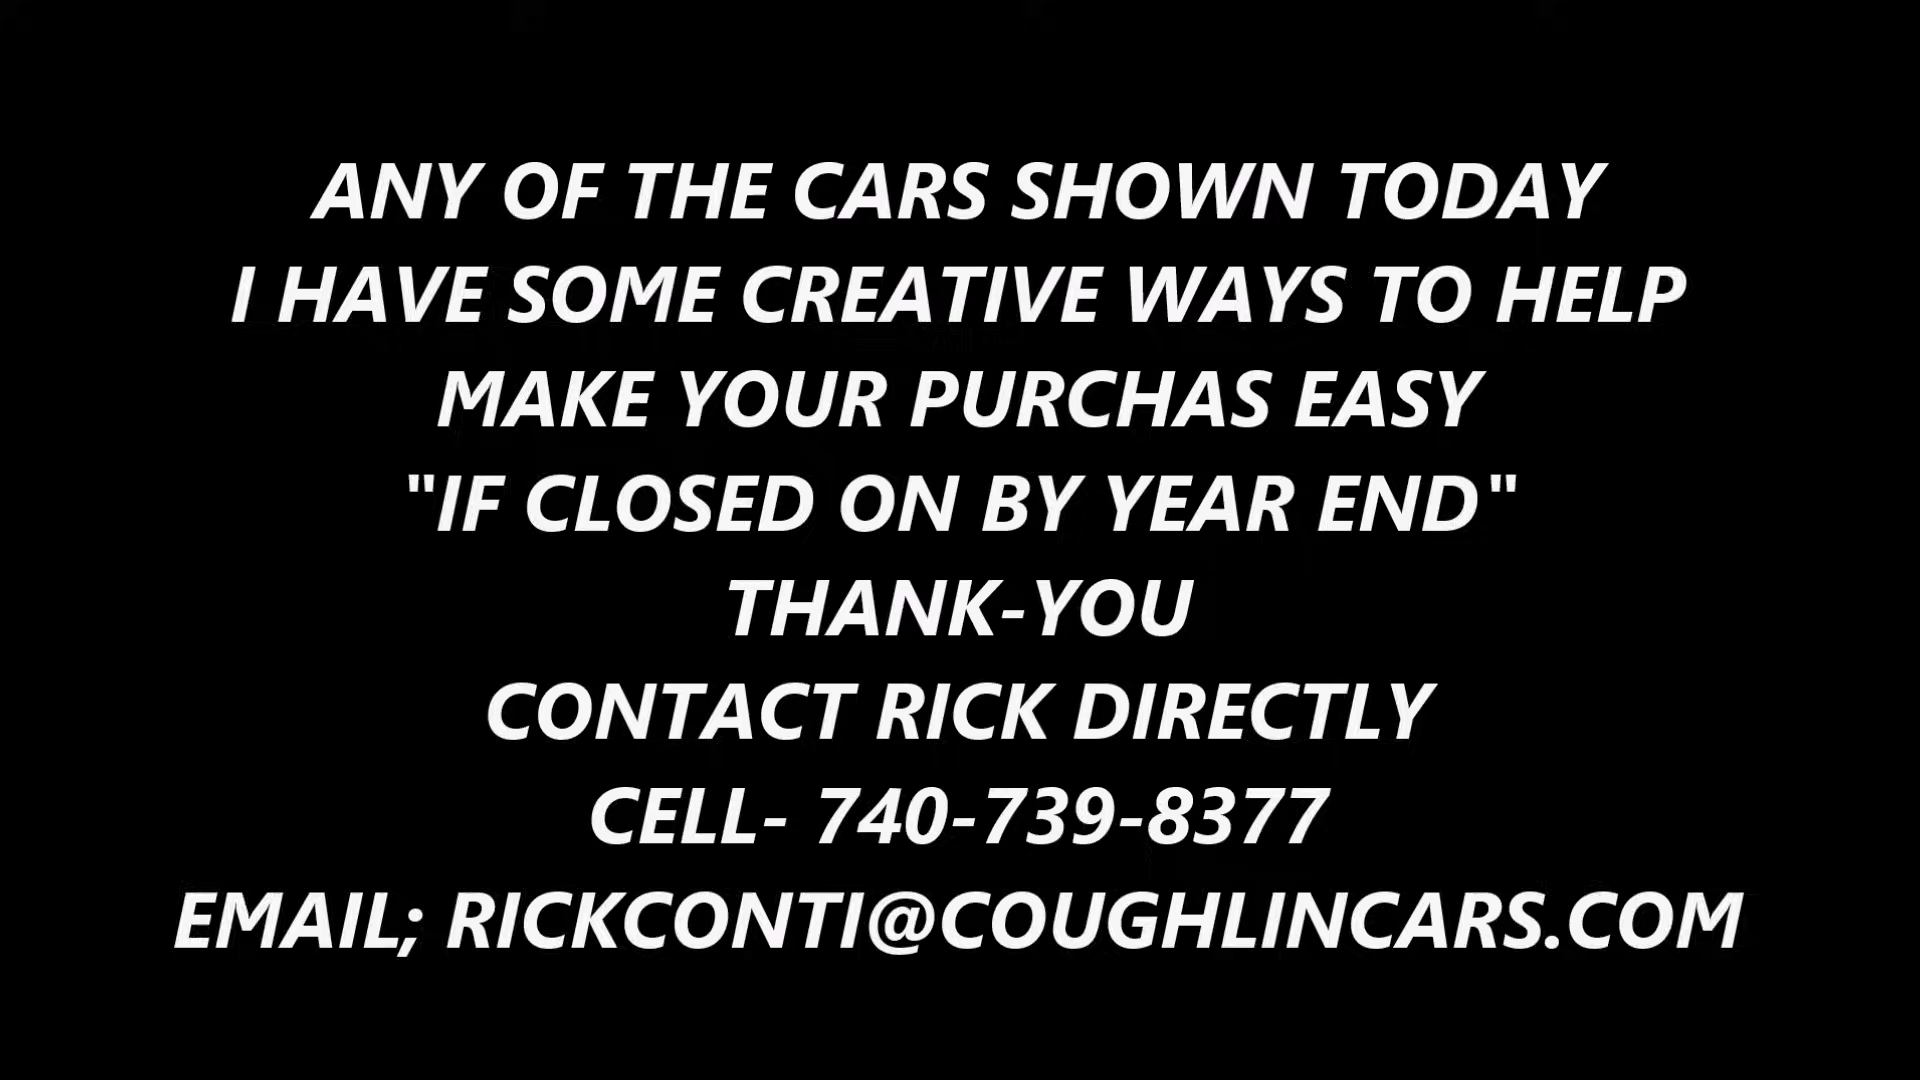 ANY OF THE CARS SHOWN TODAY
I HAVE SOME CREATIVE WAYS TO HELP
MAKE YOUR PURCHAS EASY
"IF CLOSED ON BY YEAR END"
THANK-YOU
CONTACT RICK DIRECTLY
CELL- 740-739-8377
EMAIL; RICKCONTI@COUGHLINCARS.COM